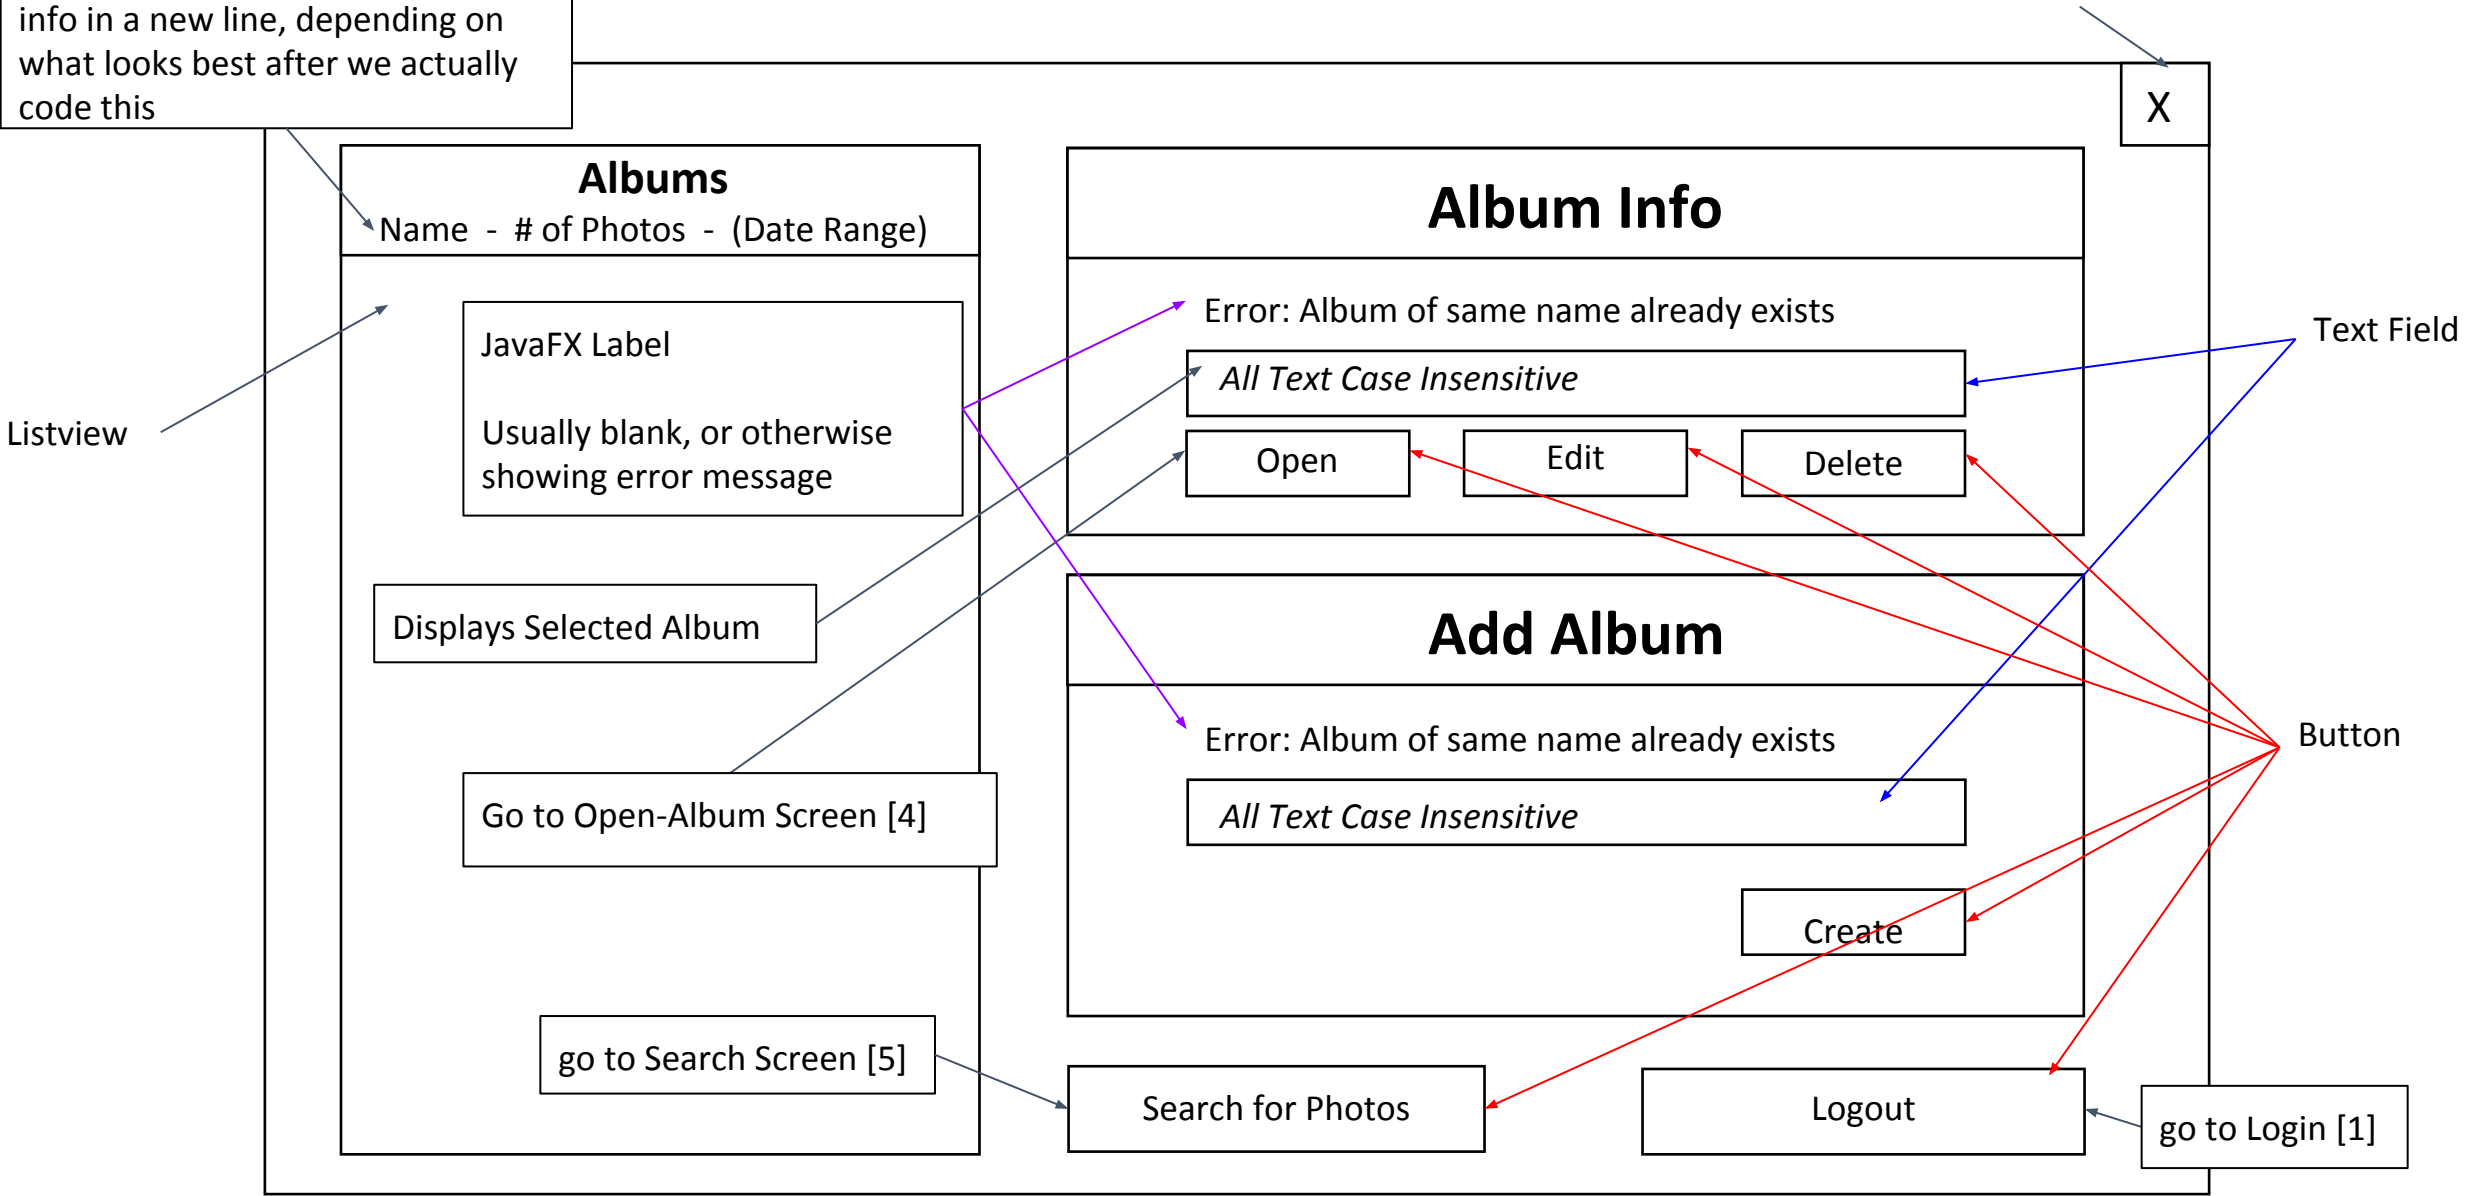 info in a new line, depending on
what looks best after we actually
code this
X
Albums
Name - # of Photos - (Date Range)
Album Info
JavaFX Label
Usually blank, or otherwise
showing error message
Error: Album of same name already exists
All Text Case Insensitive
Text Field
Listview
Open
Edit
Delete
Displays Selected Album
Add Album
Error: Album of same name already exists
Button
Go to Open-Album Screen [4]
All Text Case Insensitive
Create
go to Search Screen [5]
Search for Photos
Logout
go to Login [1]